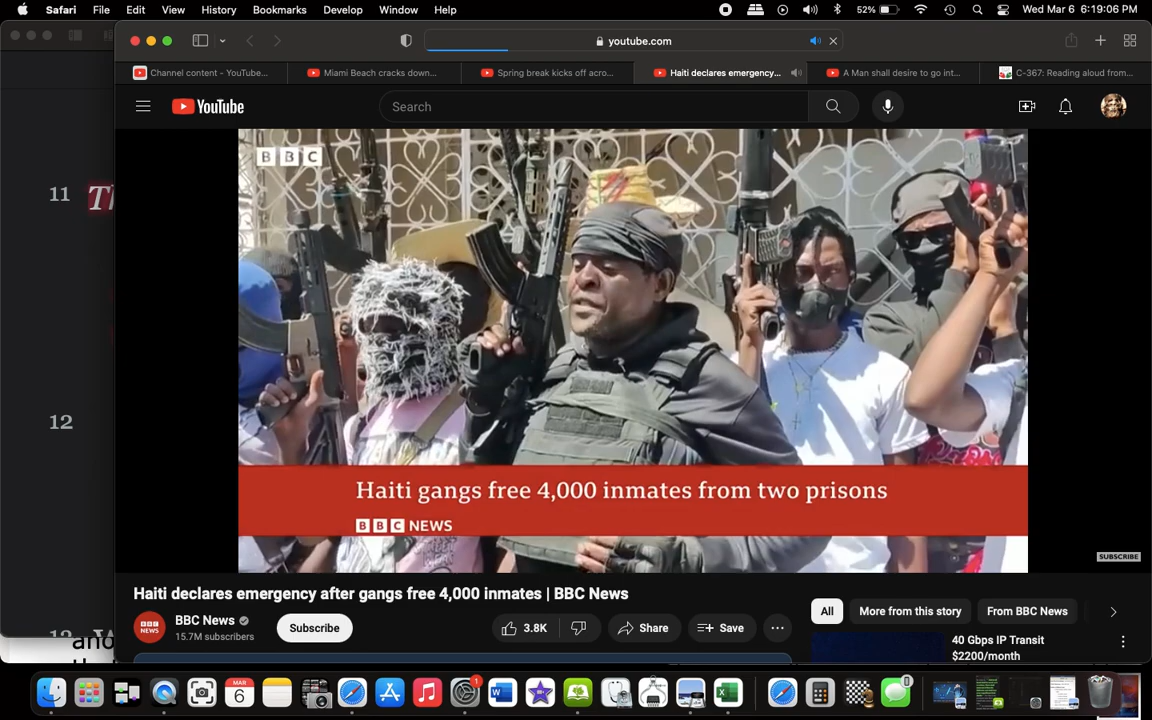 Safari File Edit View History Bookmarks Develop Window Help 52% Wed Mar 6 6:19:06 PM
youtube.com
Channel content - YouTube... Miami Beach cracks down... Spring break kicks off acro... Haiti declares emergency... A Man shall desire to go int... C-367: Reading aloud from...
YouTube Search
BBC
11
12
Haiti gangs free 4,000 inmates from two prisons
BBC NEWS
SUBSCRIBE
Haiti declares emergency after gangs free 4,000 inmates | BBC News
BBC NEWS
BBC News
15.7M subscribers
Subscribe 3.8K Share Save
All More from this story From BBC News
40 Gbps IP Transit
$2200/month
and
MAR
6
1